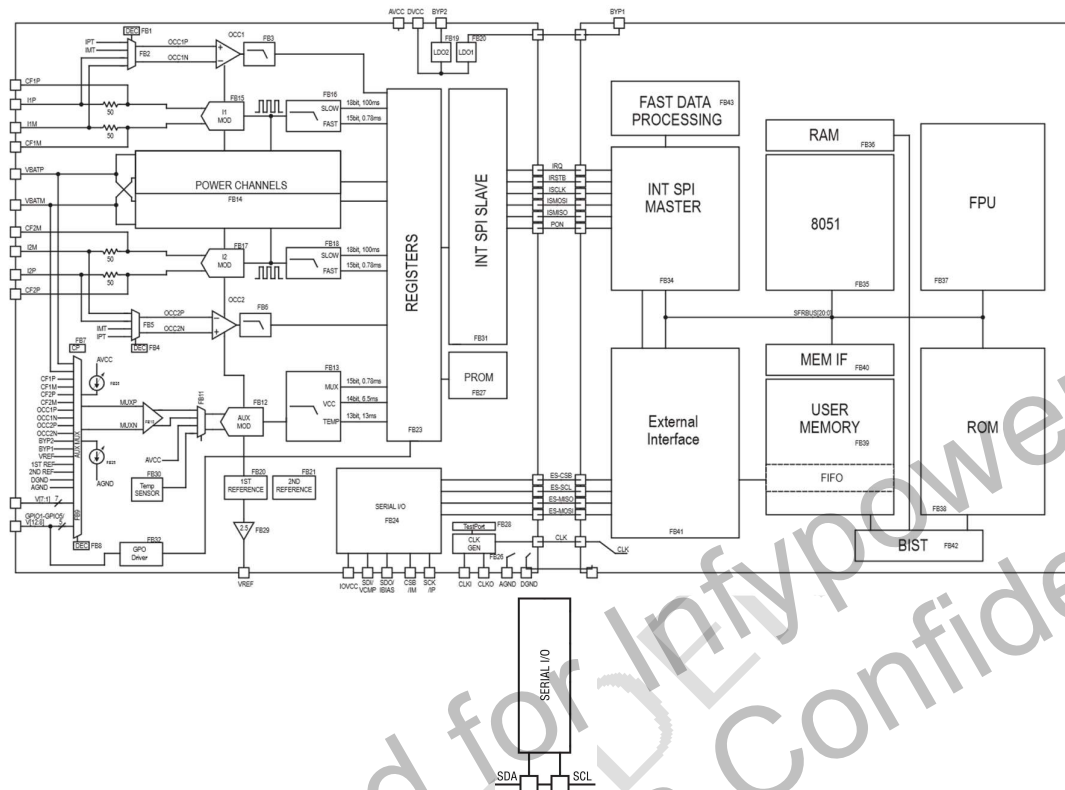 AVCC DVCC BYP2 BYP1
DEC FB1
IPT
IMT
FB2
OCC1P
OCC1N
OCC1
FB3
FB19
LDO2
FB20
LDO1
CF1P
I1P
50
I1M
50
CF1M
FB15
I1
MOD
FB16
SLOW
FAST
18bit, 100ms
15bit, 0.78ms
VBATP
VBATM
POWER CHANNELS
FB14
CF2M
I2M
50
I2P
50
CF2P
FB17
I2
MOD
FB18
SLOW
FAST
18bit, 100ms
15bit, 0.78ms
OCC2
OCC2P
OCC2N
FB6
IMT
IPT
FB5
DEC FB4
FB7
CP
AVCC
CF1P
CF1M
CF2P
CF2M
OCC1P
OCC1N
OCC2P
OCC2N
BYP2
BYP1
VREF
1ST REF
2ND REF
DGND
AGND
AUX MUX
FB9
V[7:1] 7
GPIO1-GPIO5/
V[12:8] 5
DEC FB8
MUXP
MUXN
AGND
AVCC
FB11
FB12
AUX
MOD
FB30
Temp
SENSOR
FB13
MUX
VCC
TEMP
15bit, 0.78ms
14bit, 6.5ms
13bit, 13ms
FB20
1ST
REFERENCE
FB21
2ND
REFERENCE
2.5
FB29
VREF
FB32
GPO
Driver
REGISTERS
FB23
INT SPI SLAVE
FB31
PROM
FB27
SERIAL I/O
FB24
TestPort
FB28
CLK
GEN
FB26
IOVCC
SDI/
VCMP
SDO/
IBIAS
CSB
/IM
SCK
/IP
CLKI
CLKO
AGND
DGND
IRQ
IRSTB
ISCLK
ISMOSI
ISMISO
PON
ES-CSB
ES-SCL
ES-MISO
ES-MOSI
CLK
CLK
FAST DATA
PROCESSING
FB43
INT SPI
MASTER
FB34
RAM
FB36
8051
FB35
FPU
FB37
SFRBUS[20:0]
External
Interface
FB41
MEM IF
FB40
USER
MEMORY
FB39
FIFO
ROM
FB38
BIST
FB42
SERIAL I/O
SDA
SCL